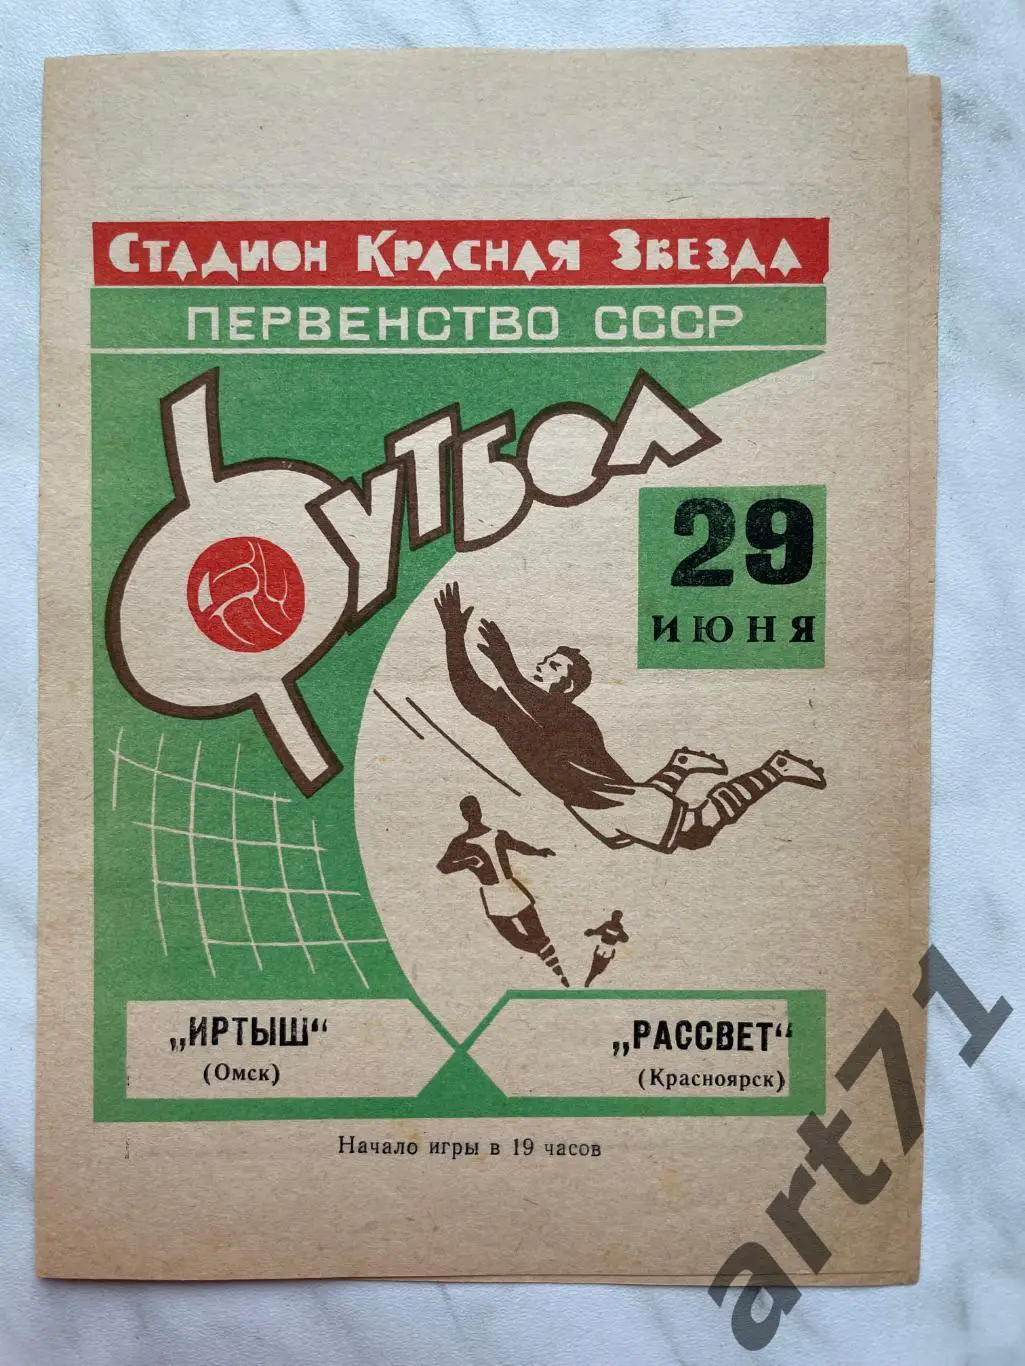 СТАДИОН КРАСНАЯ ЗВЕЗДА
ПЕРВЕНСТВО СССР
ФУТБОЛ
29
ИЮНЯ
„ИРТЫШ“
(Омск)
„РАССВЕТ“
(Красноярск)
Начало игры в 19 часов
art71